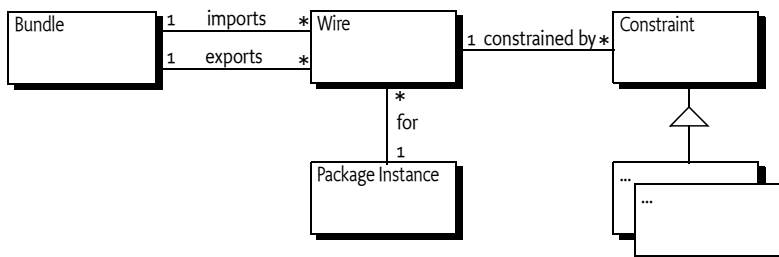 Bundle
1 imports *
Wire
1 constrained by *
Constraint
1 exports *
*
for
1
Package Instance
...
...